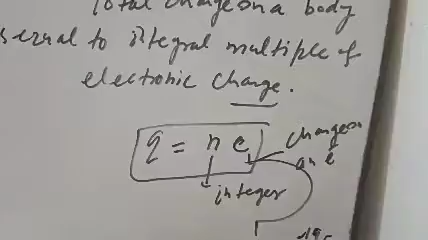 Total charge on a body
is equal to integral multiple of
electronic charge.
q = n e
charge on
an e
integer